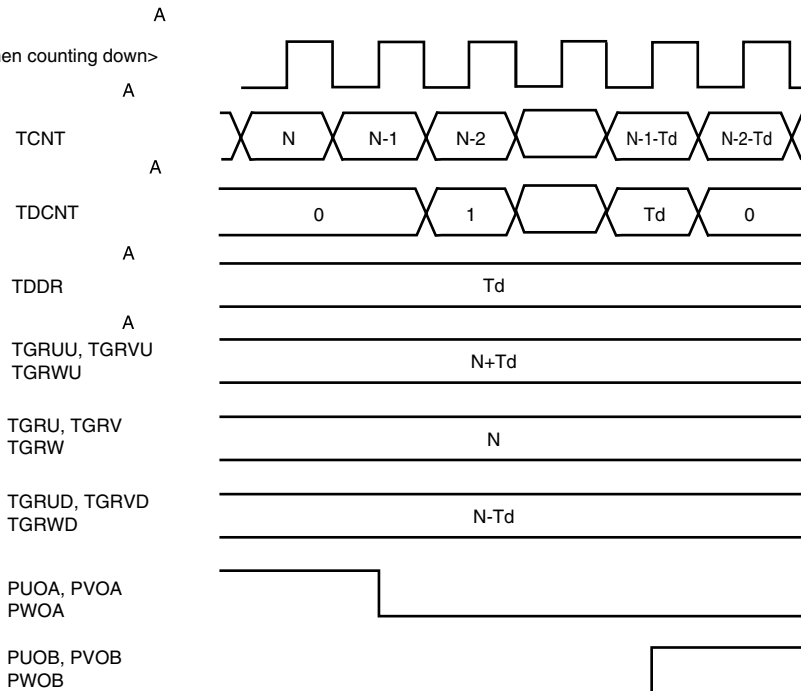 A
en counting down>
A
TCNT N N-1 N-2 N-1-Td N-2-Td
A
TDCNT 0 1 Td 0
A
TDDR Td
A
TGRUU, TGRVU
TGRWU
N+Td
TGRU, TGRV
TGRW
N
TGRUD, TGRVD
TGRWD
N-Td
PUOA, PVOA
PWOA
PUOB, PVOB
PWOB